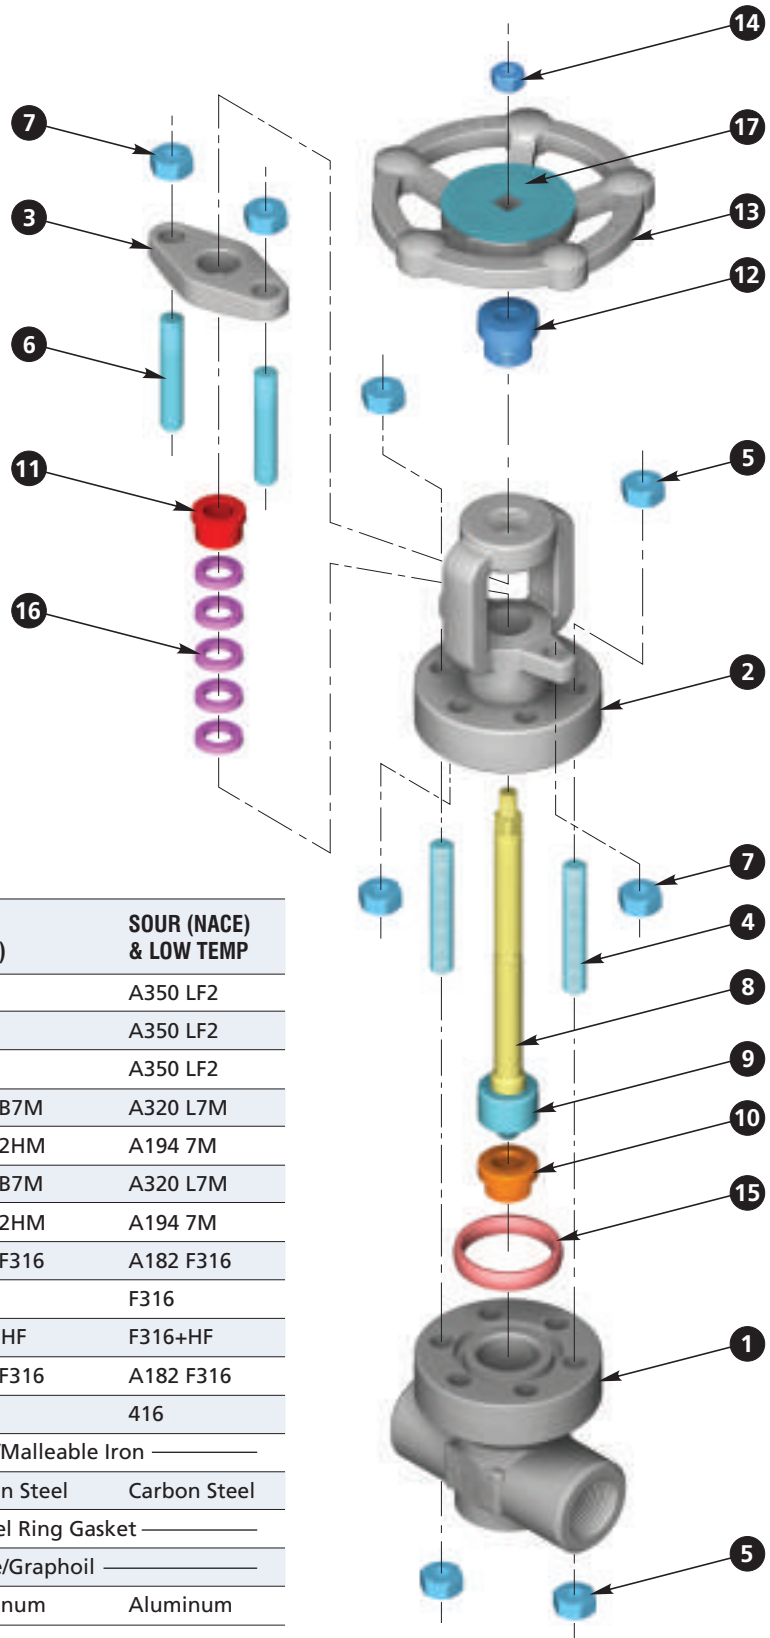 14
7
17
3
13
12
6
5
11
16
2
7
4
8
9
10
15
1
5
) SOUR (NACE)
& LOW TEMP
A350 LF2
A350 LF2
A350 LF2
B7M A320 L7M
2HM A194 7M
B7M A320 L7M
2HM A194 7M
F316 A182 F316
F316
HF F316+HF
F316 A182 F316
416
/Malleable Iron
n Steel Carbon Steel
el Ring Gasket
e/Graphoil
num Aluminum